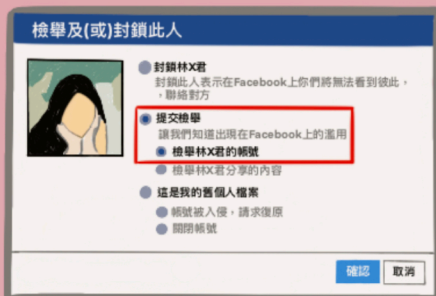 檢舉及(或)封鎖此人
封鎖林X君
封鎖此人表示在Facebook上你們將無法看到彼此，
，聯絡對方
提交檢舉
讓我們知道出現在Facebook上的濫用
檢舉林X君的帳號
檢舉林X君分享的內容
這是我的舊個人檔案
帳號被入侵，請求復原
關閉帳號
確認
取消